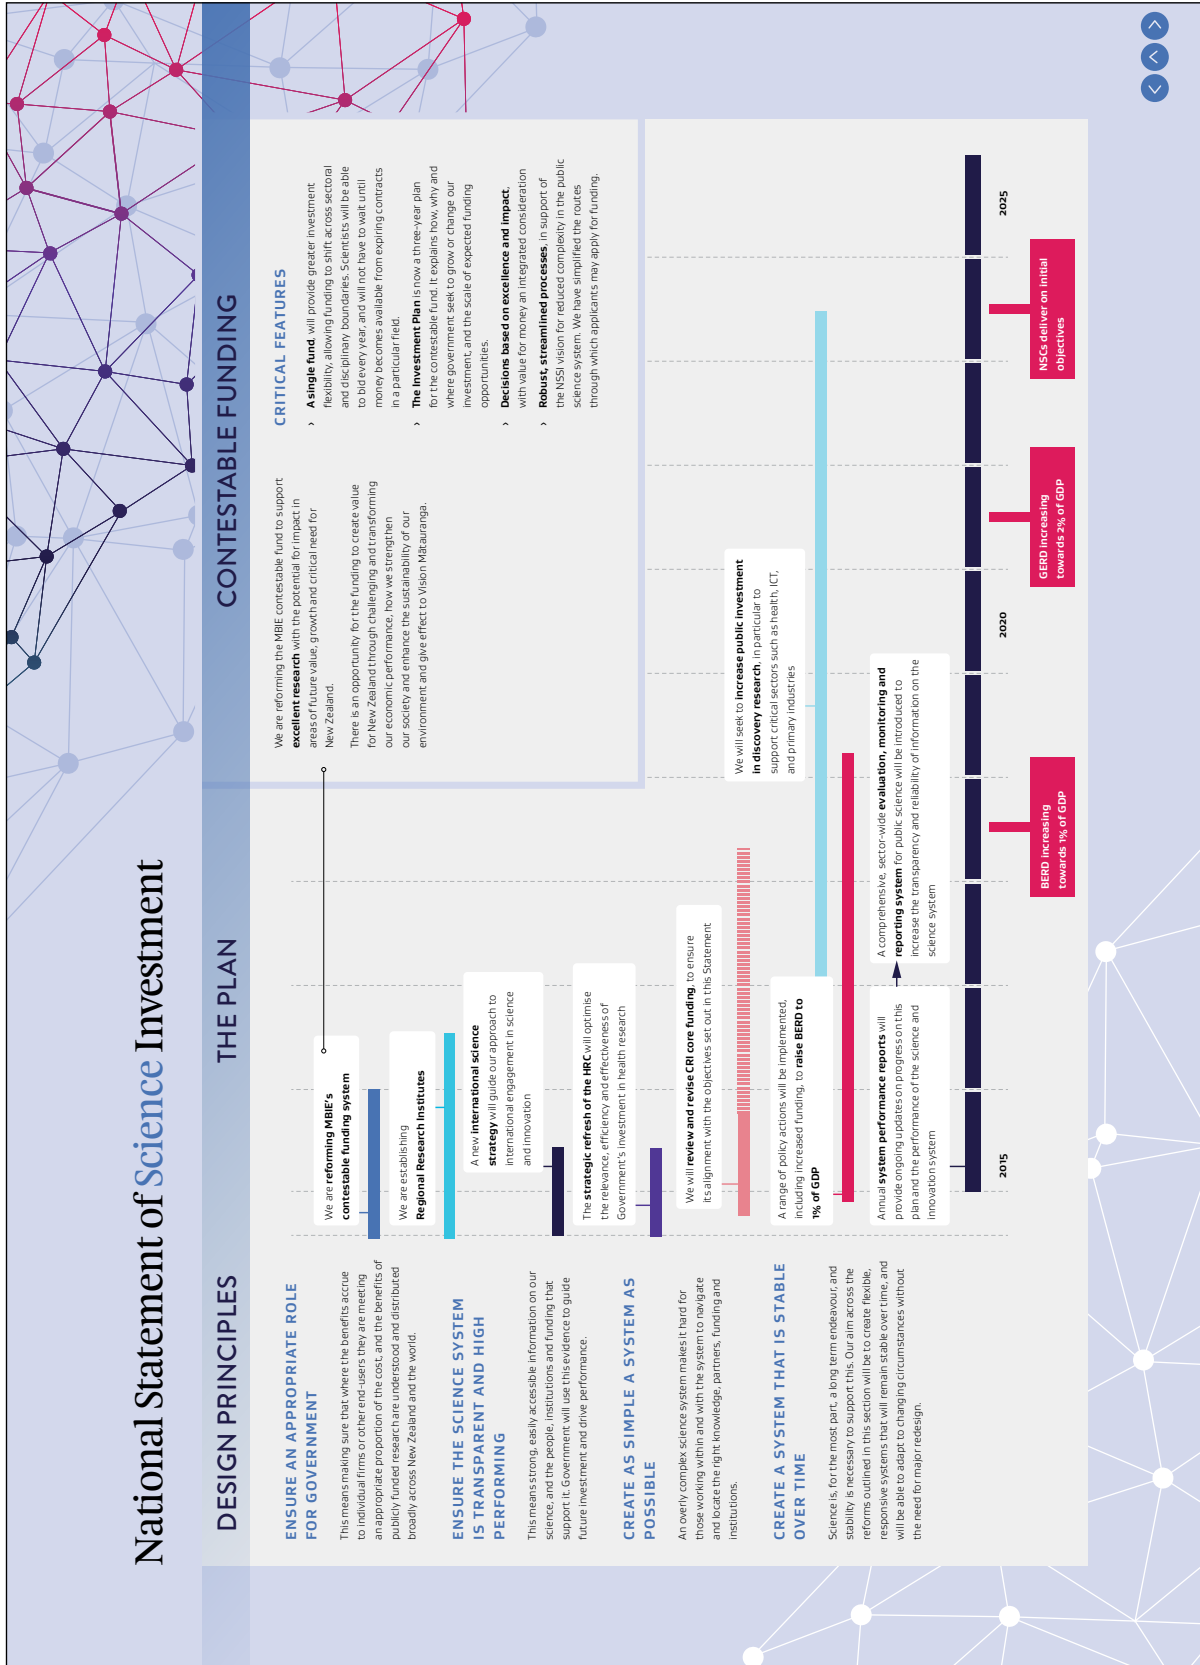 National Statement of Science Investment
DESIGN PRINCIPLES
ENSURE AN APPROPRIATE ROLE
FOR GOVERNMENT
This means making sure that where the benefits accrue
to individual firms or other end-users they are meeting
an appropriate proportion of the cost, and the benefits of
publicly funded research are understood and distributed
broadly across New Zealand and the world.
ENSURE THE SCIENCE SYSTEM
IS TRANSPARENT AND HIGH
PERFORMING
This means strong, easily accessible information on our
science, and the people, institutions and funding that
support it. Government will use this evidence to guide
future investment and drive performance.
CREATE AS SIMPLE A SYSTEM AS
POSSIBLE
An overly complex science system makes it hard for
those working within and with the system to navigate
and locate the right knowledge, partners, funding and
institutions.
CREATE A SYSTEM THAT IS STABLE
OVER TIME
Science is, for the most part, a long term endeavour, and
stability is necessary to support this. Our aim across the
reforms outlined in this section will be to create flexible,
responsive systems that will remain stable over time, and
will be able to adapt to changing circumstances without
the need for major redesign.
THE PLAN
We are reforming MBIE's
contestable funding system
We are establishing
Regional Research Institutes
A new international science
strategy will guide our approach to
international engagement in science
and innovation
The strategic refresh of the HRC will optimise
the relevance, efficiency and effectiveness of
Government's investment in health research
We will review and revise CRI core funding, to ensure
its alignment with the objectives set out in this Statement
We will seek to increase public investment
in discovery research, in particular to
support critical sectors such as health, ICT,
and primary industries
A range of policy actions will be implemented,
including increased funding, to raise BERD to
1% of GDP
Annual system performance reports will
provide ongoing updates on progress on this
plan and the performance of the science and
innovation system
A comprehensive, sector-wide evaluation, monitoring and
reporting system for public science will be introduced to
increase the transparency and reliability of information on the
science system
2015
2020
2025
BERD increasing
towards 1% of GDP
GERD increasing
towards 2% of GDP
NSCs deliver on initial
objectives
CONTESTABLE FUNDING
We are reforming the MBIE contestable fund to support
excellent research with the potential for impact in
areas of future value, growth and critical need for
New Zealand.
There is an opportunity for the funding to create value
for New Zealand through challenging and transforming
our economic performance, how we strengthen
our society and enhance the sustainability of our
environment and give effect to Vision Mātauranga.
CRITICAL FEATURES
› A single fund, will provide greater investment
flexibility, allowing funding to shift across sectoral
and disciplinary boundaries. Scientists will be able
to bid every year, and will not have to wait until
money becomes available from expiring contracts
in a particular field.
› The Investment Plan is now a three-year plan
for the contestable fund. It explains how, why and
where government seek to grow or change our
investment, and the scale of expected funding
opportunities.
› Decisions based on excellence and impact,
with value for money an integrated consideration
› Robust, streamlined processes, in support of
the NSSI vision for reduced complexity in the public
science system. We have simplified the routes
through which applicants may apply for funding.